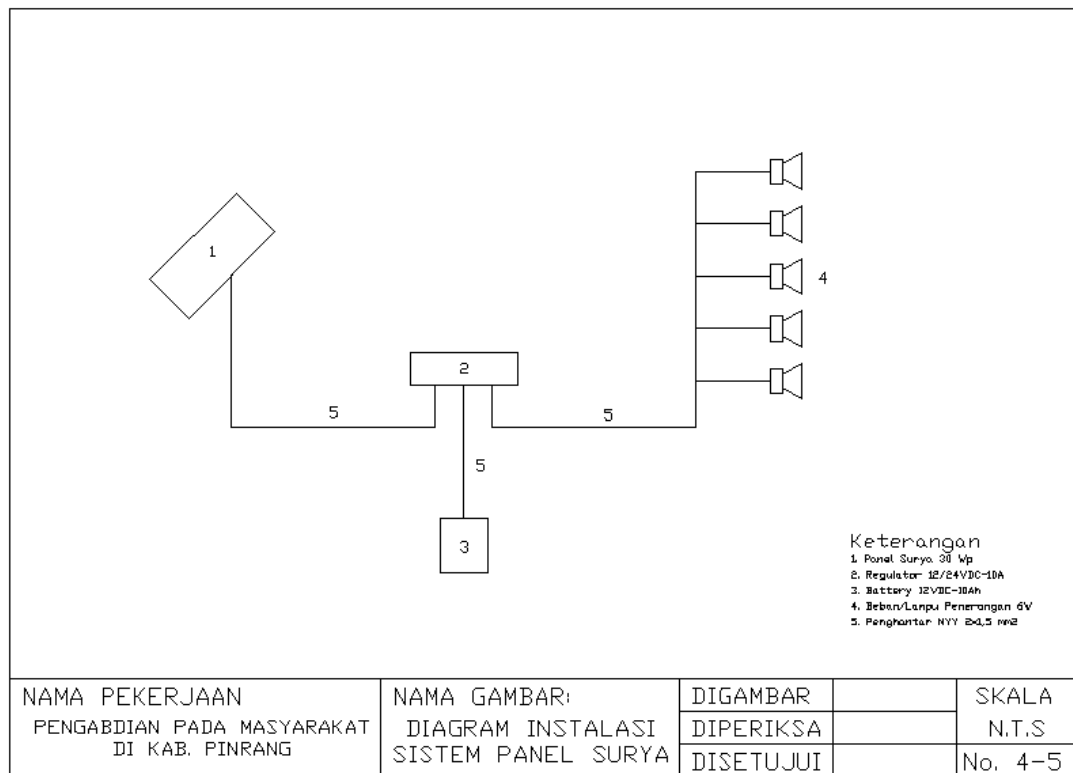 1
2
3
4
5
5
5
Keterangan
1. Panel Surya 30 Wp
2. Regulator 12/24VDC-10A
3. Battery 12VDC-10Ah
4. Beban/Lampu Penerangan 6W
5. Penghantar NYY 2x1,5 mm2
NAMA PEKERJAAN
PENGABDIAN PADA MASYARAKAT
DI KAB. PINRANG
NAMA GAMBAR:
DIAGRAM INSTALASI
SISTEM PANEL SURYA
DIGAMBAR
DIPERIKSA
DISETUJUI
SKALA
N.T.S
No. 4-5